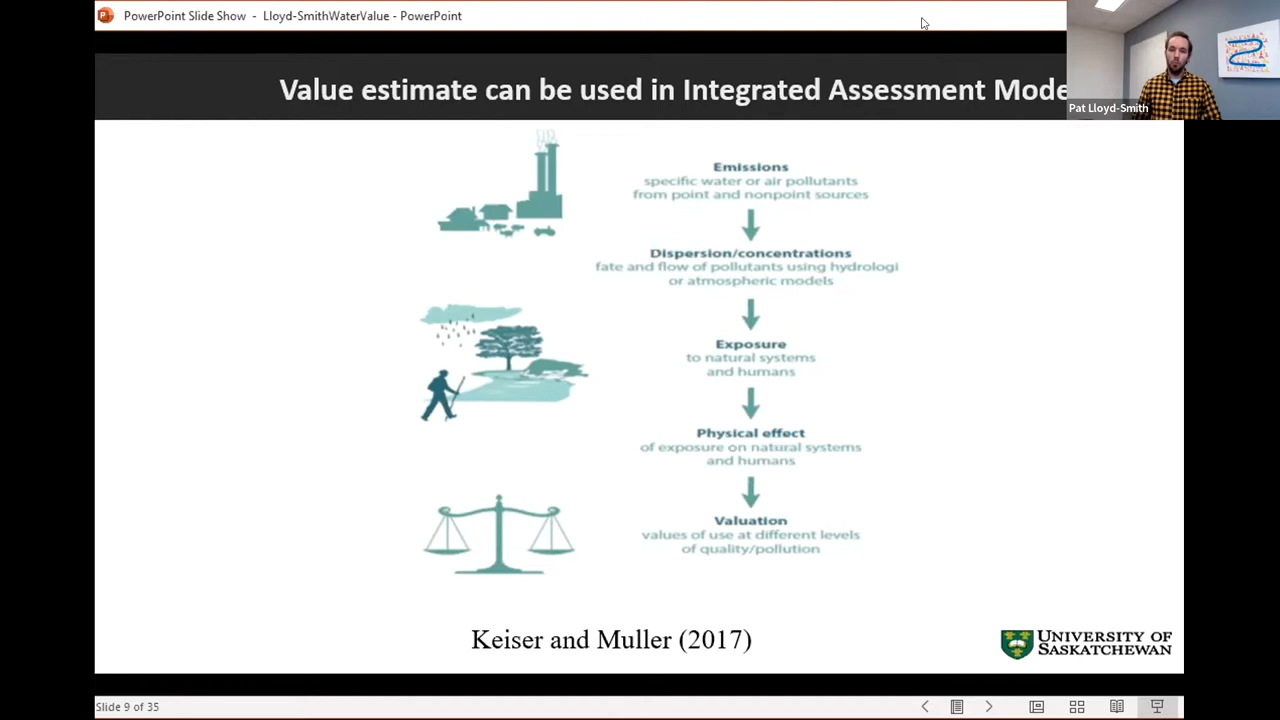 PowerPoint Slide Show - Lloyd-SmithWaterValue - PowerPoint
Pat Lloyd-Smith
Value estimate can be used in Integrated Assessment Mode
Emissions
specific water or air pollutants
from point and nonpoint sources
Dispersion/concentrations
fate and flow of pollutants using hydrologi
or atmospheric models
Exposure
to natural systems
and humans
Physical effect
of exposure on natural systems
and humans
Valuation
values of use at different levels
of quality/pollution
Keiser and Muller (2017)
UNIVERSITY OF
SASKATCHEWAN
Slide 9 of 35